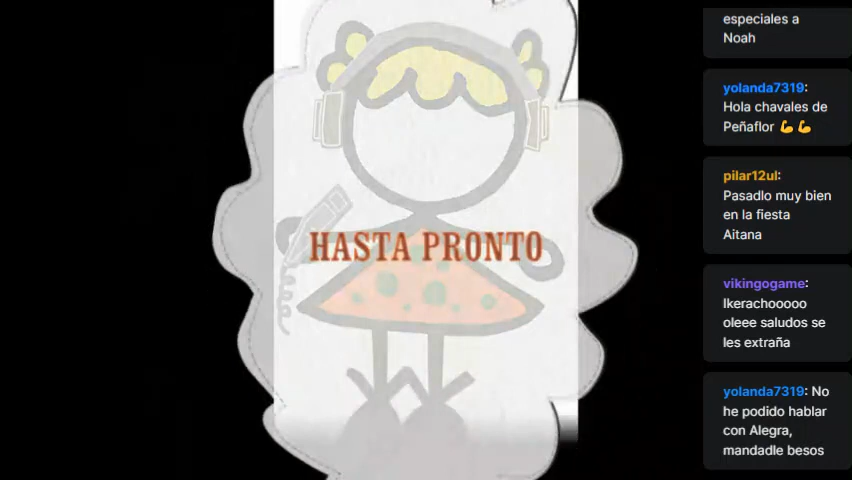 HASTA PRONTO
especiales a
Noah
yolanda7319:
Hola chavales de
Peñaflor 💪💪
pilar12ul:
Pasadlo muy bien
en la fiesta
Aitana
vikingogame:
Ikerachooooo
oleee saludos se
les extraña
yolanda7319: No
he podido hablar
con Alegra,
mandadle besos